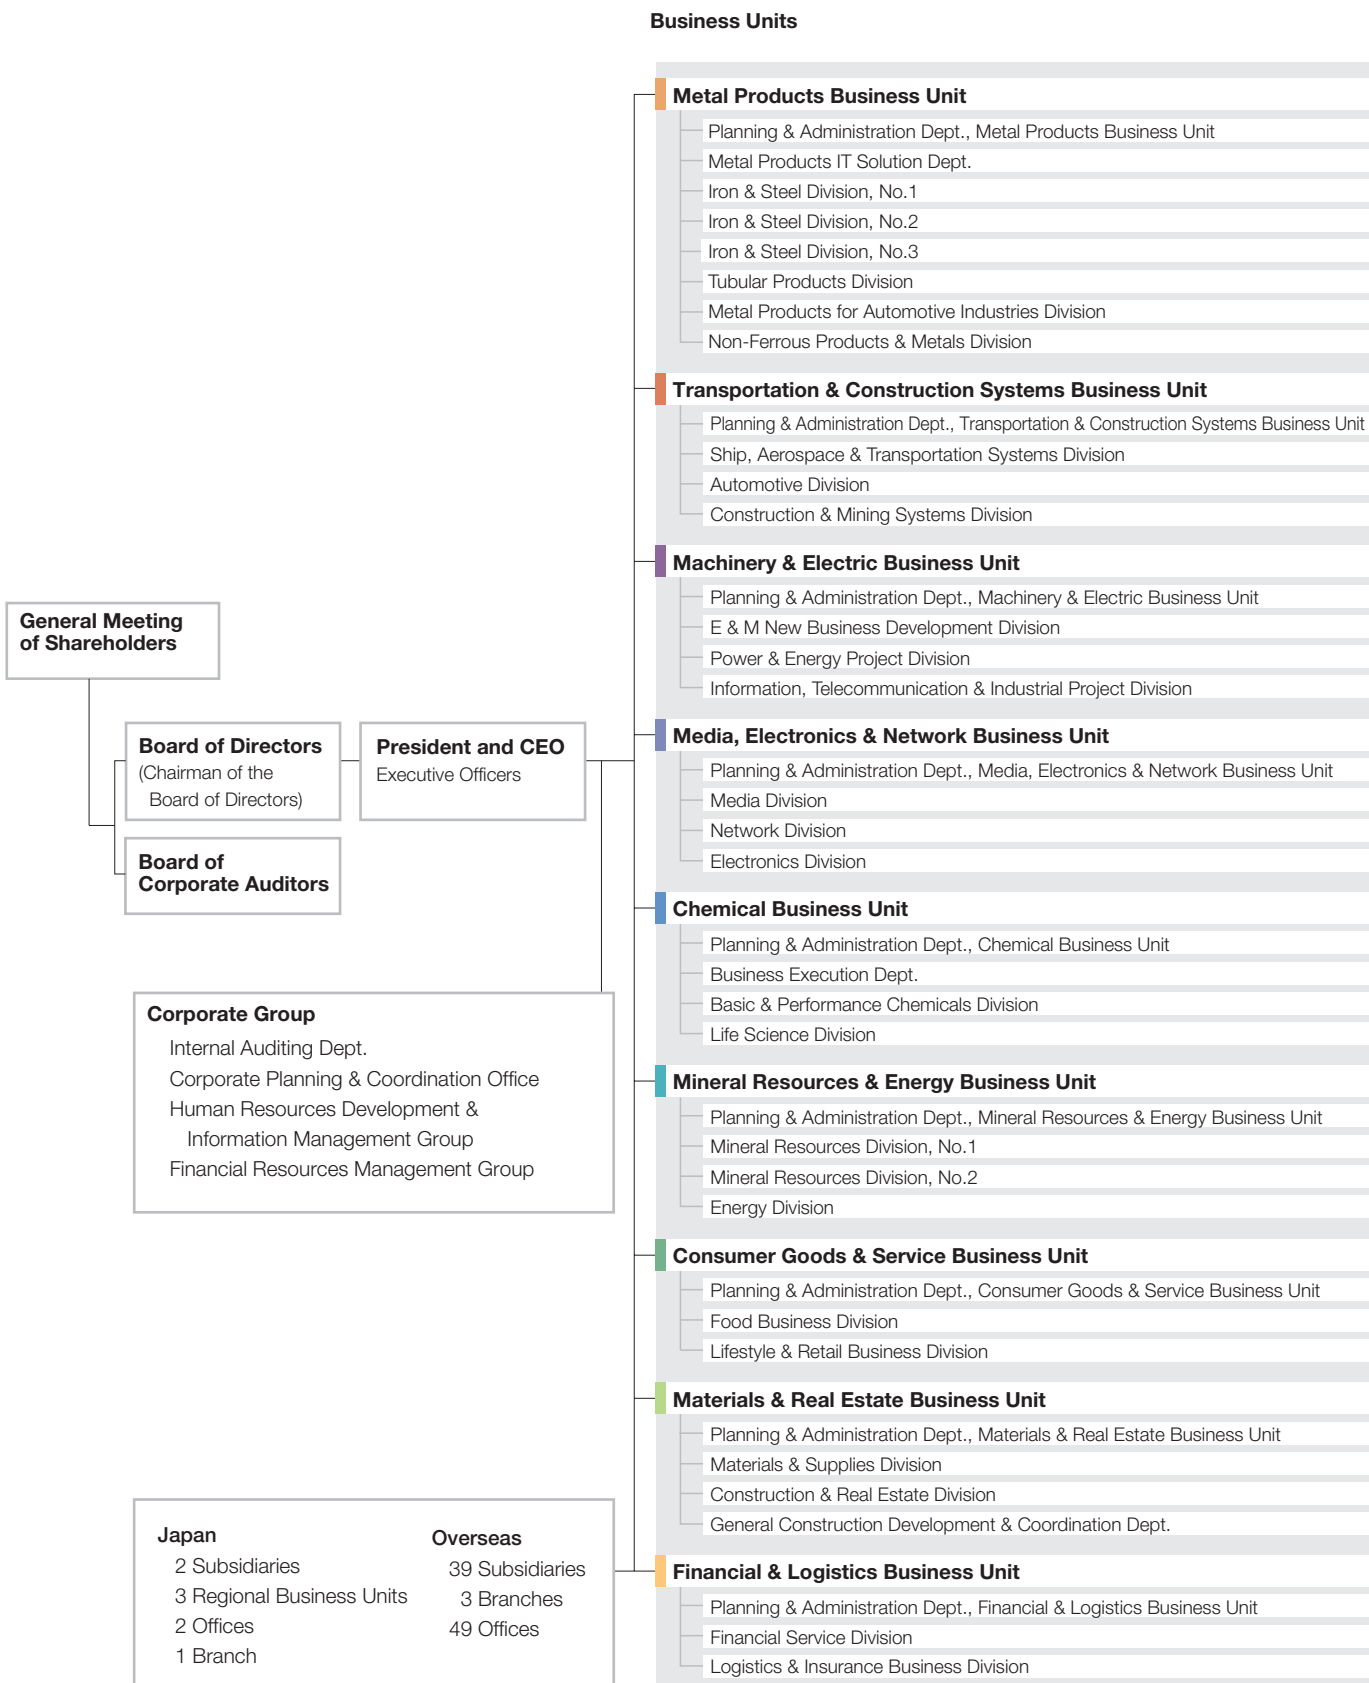 Business Units
General Meeting
of Shareholders
Board of Directors
(Chairman of the
Board of Directors)
President and CEO
Executive Officers
Board of
Corporate Auditors
Corporate Group
Internal Auditing Dept.
Corporate Planning & Coordination Office
Human Resources Development &
Information Management Group
Financial Resources Management Group
Japan
2 Subsidiaries
3 Regional Business Units
2 Offices
1 Branch
Overseas
39 Subsidiaries
3 Branches
49 Offices
Metal Products Business Unit
Planning & Administration Dept., Metal Products Business Unit
Metal Products IT Solution Dept.
Iron & Steel Division, No.1
Iron & Steel Division, No.2
Iron & Steel Division, No.3
Tubular Products Division
Metal Products for Automotive Industries Division
Non-Ferrous Products & Metals Division
Transportation & Construction Systems Business Unit
Planning & Administration Dept., Transportation & Construction Systems Business Unit
Ship, Aerospace & Transportation Systems Division
Automotive Division
Construction & Mining Systems Division
Machinery & Electric Business Unit
Planning & Administration Dept., Machinery & Electric Business Unit
E & M New Business Development Division
Power & Energy Project Division
Information, Telecommunication & Industrial Project Division
Media, Electronics & Network Business Unit
Planning & Administration Dept., Media, Electronics & Network Business Unit
Media Division
Network Division
Electronics Division
Chemical Business Unit
Planning & Administration Dept., Chemical Business Unit
Business Execution Dept.
Basic & Performance Chemicals Division
Life Science Division
Mineral Resources & Energy Business Unit
Planning & Administration Dept., Mineral Resources & Energy Business Unit
Mineral Resources Division, No.1
Mineral Resources Division, No.2
Energy Division
Consumer Goods & Service Business Unit
Planning & Administration Dept., Consumer Goods & Service Business Unit
Food Business Division
Lifestyle & Retail Business Division
Materials & Real Estate Business Unit
Planning & Administration Dept., Materials & Real Estate Business Unit
Materials & Supplies Division
Construction & Real Estate Division
General Construction Development & Coordination Dept.
Financial & Logistics Business Unit
Planning & Administration Dept., Financial & Logistics Business Unit
Financial Service Division
Logistics & Insurance Business Division